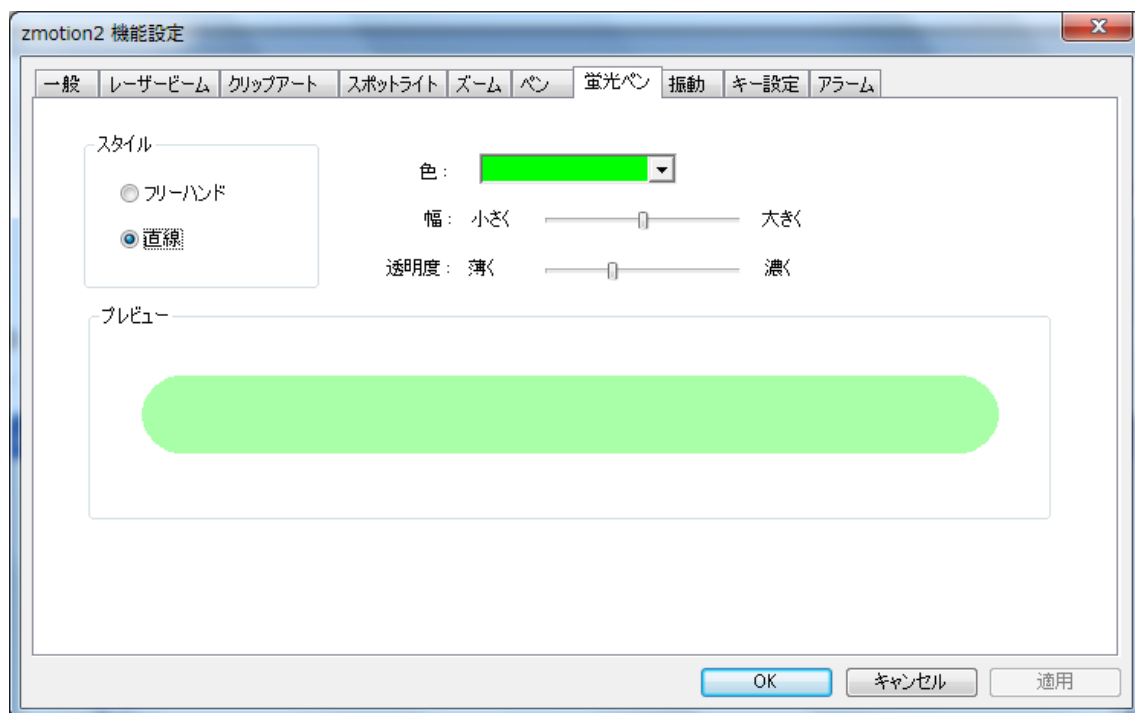 zmotion2 機能設定
一般 レーザービーム クリップアート スポットライト ズーム ペン 蛍光ペン 振動 キー設定 アラーム
スタイル
フリーハンド
直線
色：
幅： 小さく 大きく
透明度： 薄く 濃く
プレビュー
OK キャンセル 適用